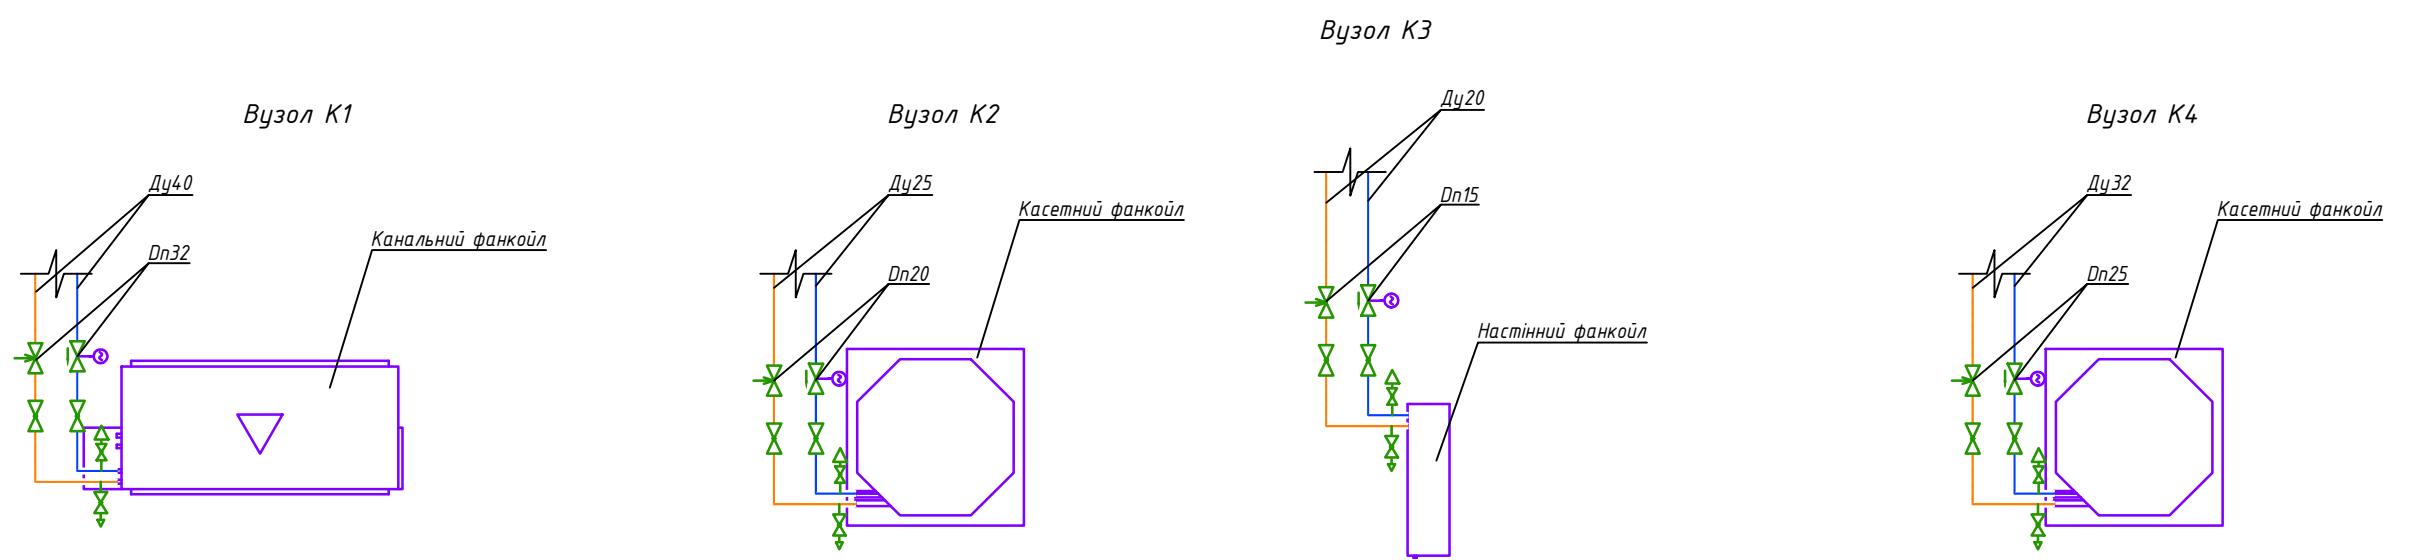 Вузол К1
Ду40
Dn32
Канальний фанкойл
Вузол К2
Ду25
Dn20
Касетний фанкойл
Вузол К3
Ду20
Dn15
Настінний фанкойл
Вузол К4
Ду32
Dn25
Касетний фанкойл